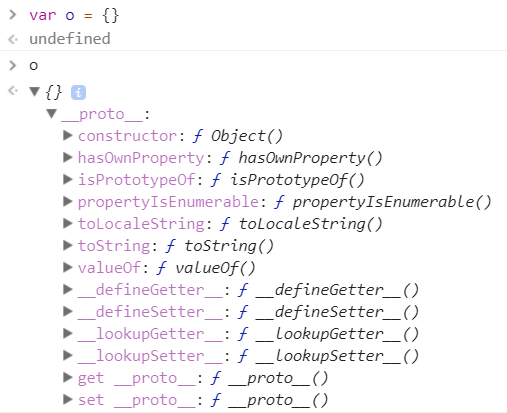 > var o = {}
<· undefined
> o
<· ▼ {} i
▼ __proto__:
▶ constructor: ƒ Object()
▶ hasOwnProperty: ƒ hasOwnProperty()
▶ isPrototypeOf: ƒ isPrototypeOf()
▶ propertyIsEnumerable: ƒ propertyIsEnumerable()
▶ toLocaleString: ƒ toLocaleString()
▶ toString: ƒ toString()
▶ valueOf: ƒ valueOf()
▶ __defineGetter__: ƒ __defineGetter__()
▶ __defineSetter__: ƒ __defineSetter__()
▶ __lookupGetter__: ƒ __lookupGetter__()
▶ __lookupSetter__: ƒ __lookupSetter__()
▶ get __proto__: ƒ __proto__()
▶ set __proto__: ƒ __proto__()